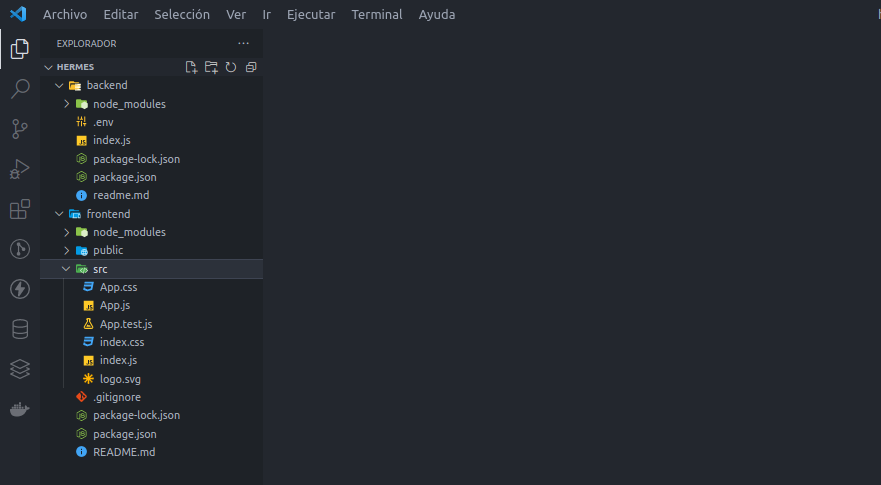 Archivo Editar Selección Ver Ir Ejecutar Terminal Ayuda
EXPLORADOR
HERMES
backend
node_modules
.env
index.js
package-lock.json
package.json
readme.md
frontend
node_modules
public
src
App.css
App.js
App.test.js
index.css
index.js
logo.svg
.gitignore
package-lock.json
package.json
README.md